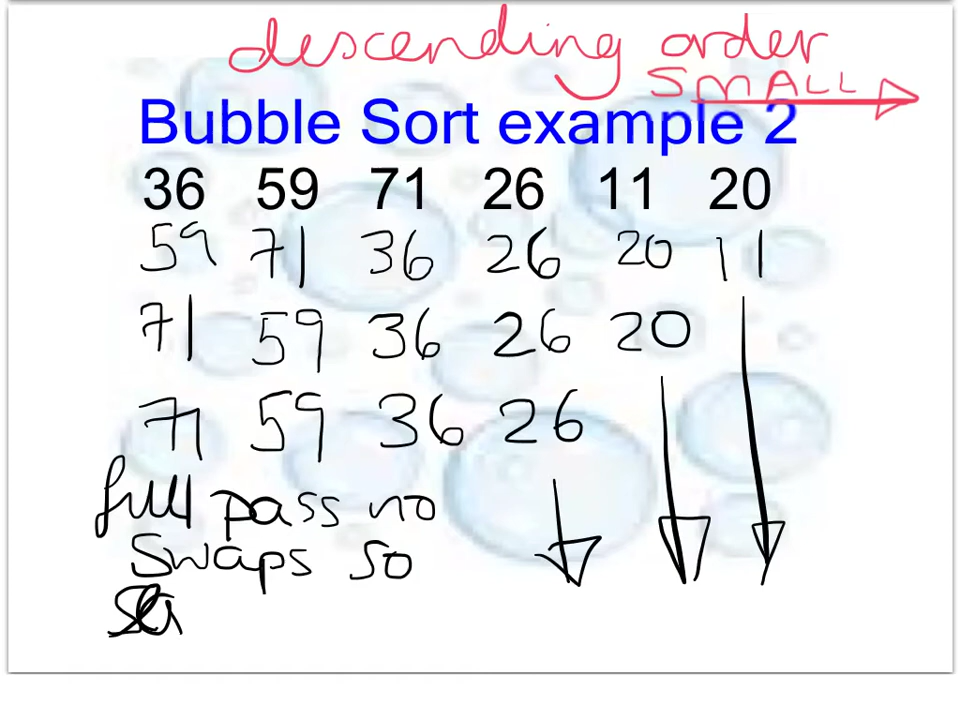 descending order
SMALL
Bubble Sort example 2
36 59 71 26 11 20
59 71 36 26 20 11
71 59 36 26 20
71 59 36 26
full pass no
swaps so